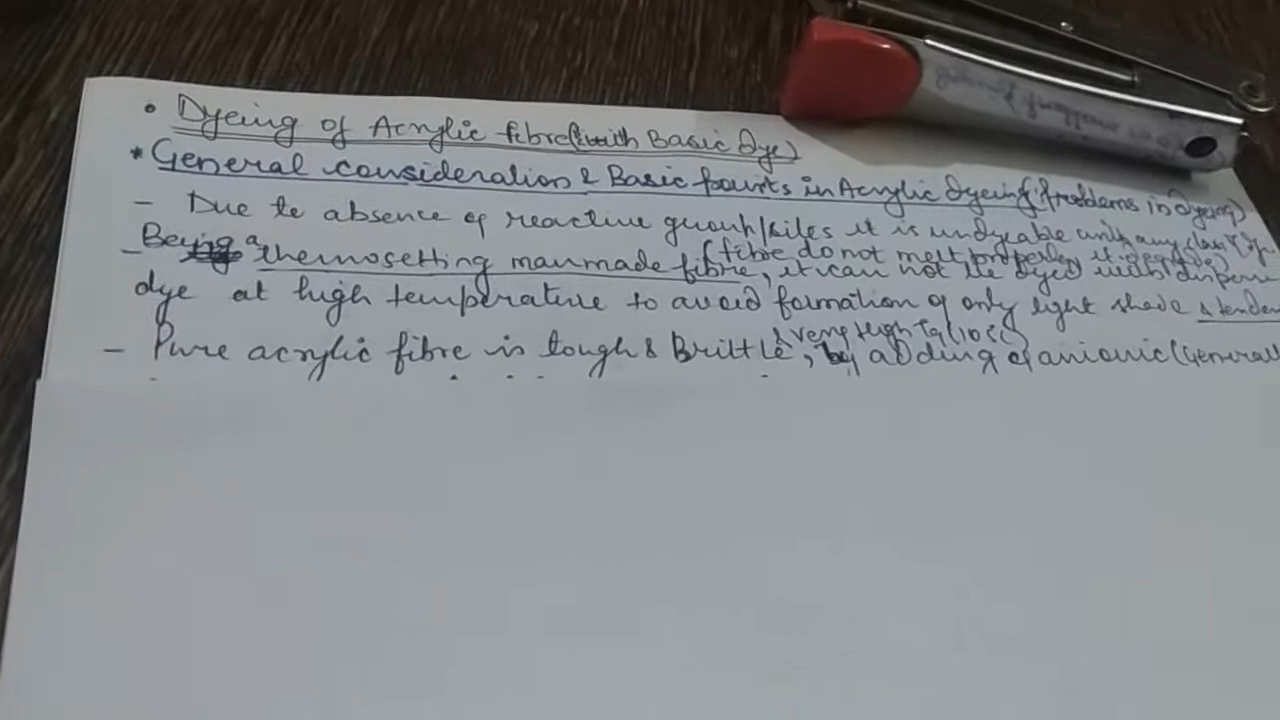 • Dyeing of Acrylic fibre (with Basic Dye)
* General consideration & Basic points in Acrylic dyeing (Problems in Dyeing)
- Due to absence of reactive group/sites it is undyeable with any class of
(fibre do not melt properly, it degrade)
- Being a thermosetting manmade fibre, it can not be dyed with disperse
dye at high temperature to avoid formation of only light shade & tenden
& very high Tg (105c)
- Pure acrylic fibre is tough & Brittle, by adding of anionic (General